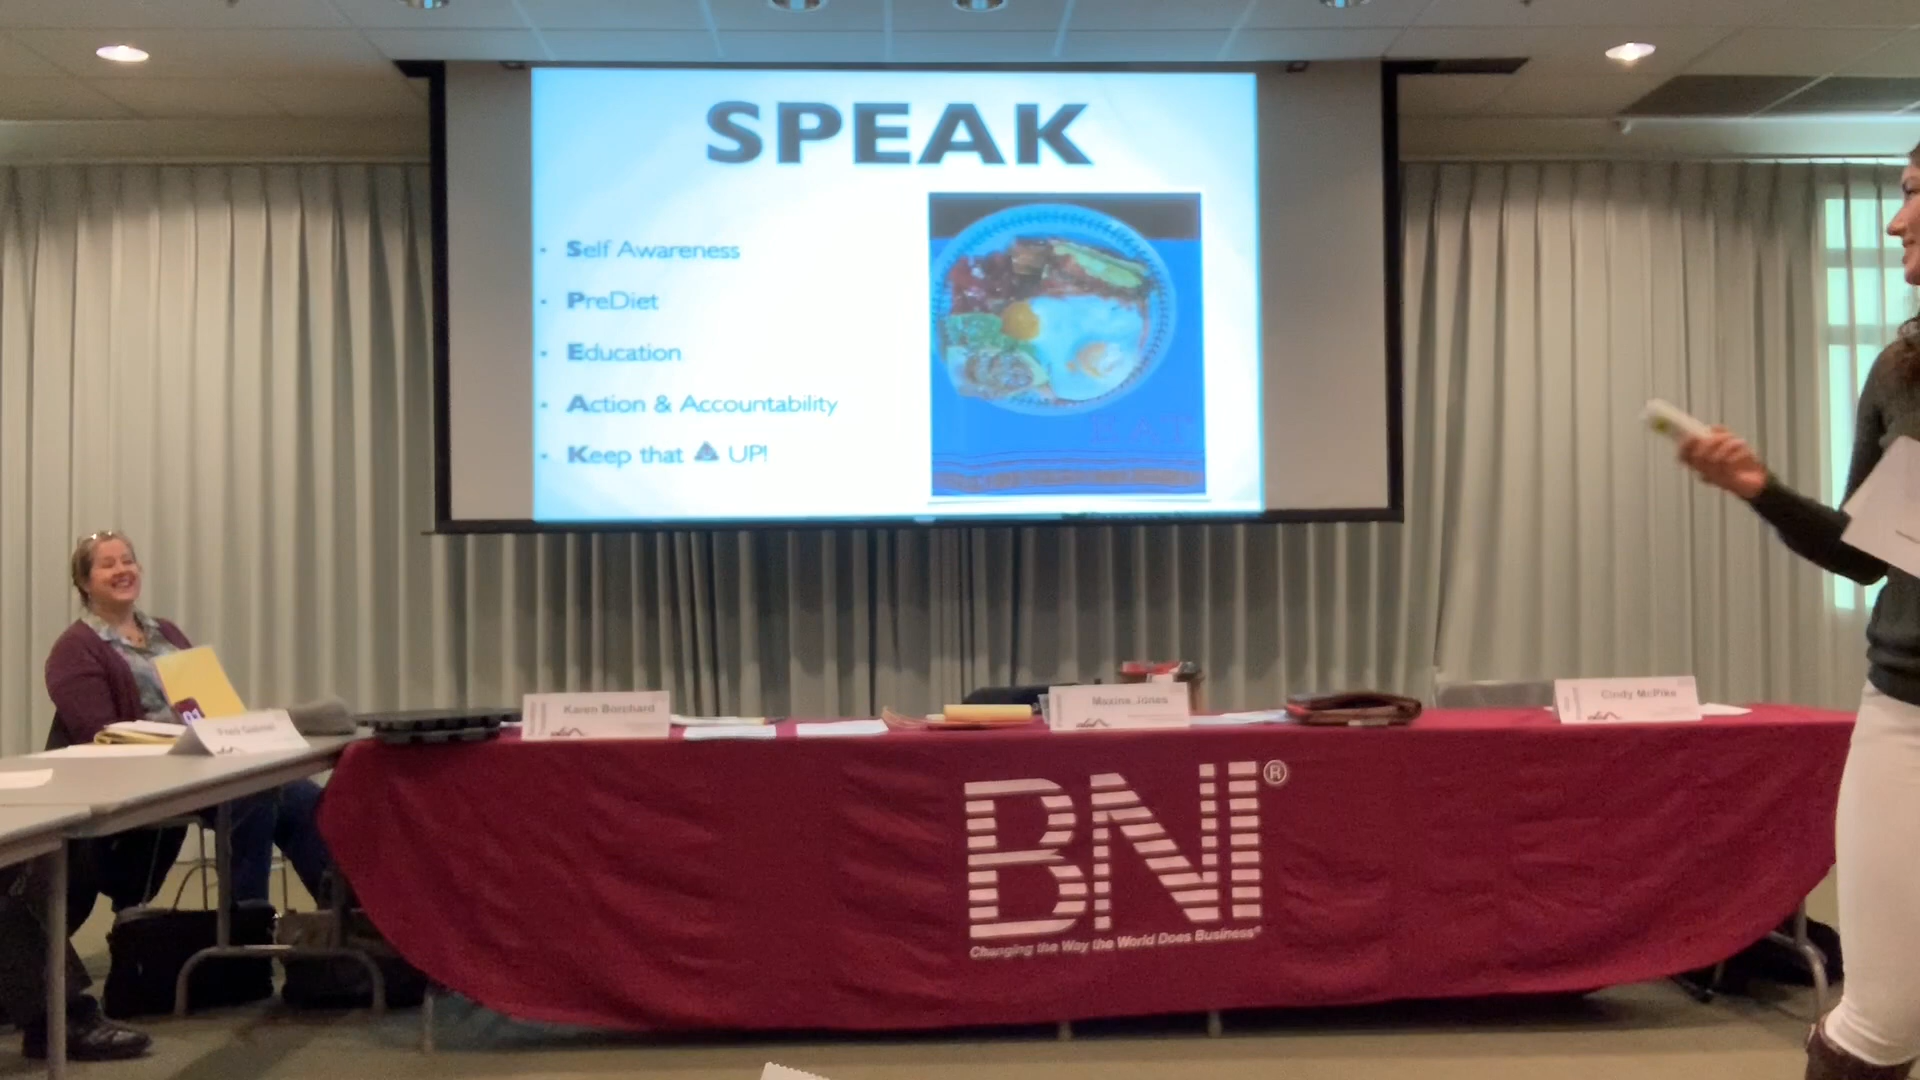 SPEAK
Self Awareness
PreDiet
Education
Action & Accountability
Keep that UP!
EAT
Karen Borchard
Maxine Jones
Cindy McPike
BNI®
Changing the Way the World Does Business®